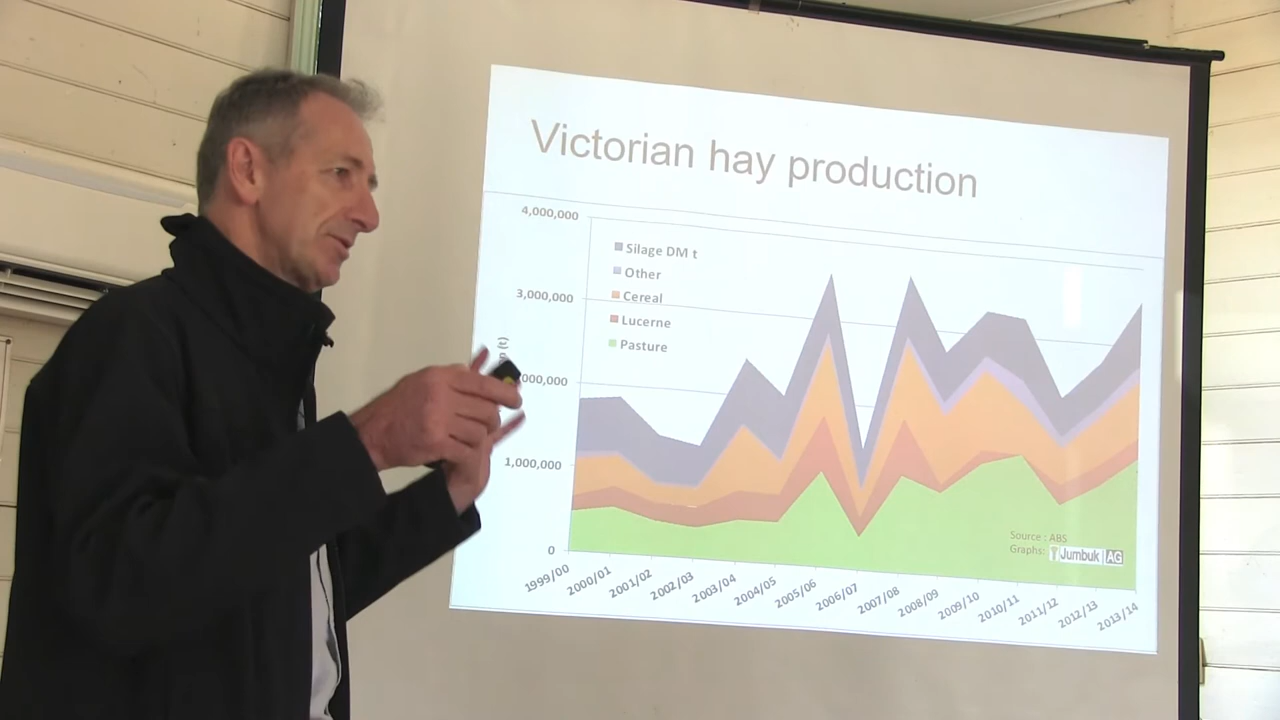 Victorian hay production
4,000,000
3,000,000
1,000,000
0
Silage DM t
Other
Cereal
Lucerne
Pasture
Source : ABS
Graphs: Jumbuk AG
1999/00
2000/01
2001/02
2002/03
2003/04
2004/05
2005/06
2006/07
2007/08
2008/09
2009/10
2010/11
2011/12
2012/13
2013/14